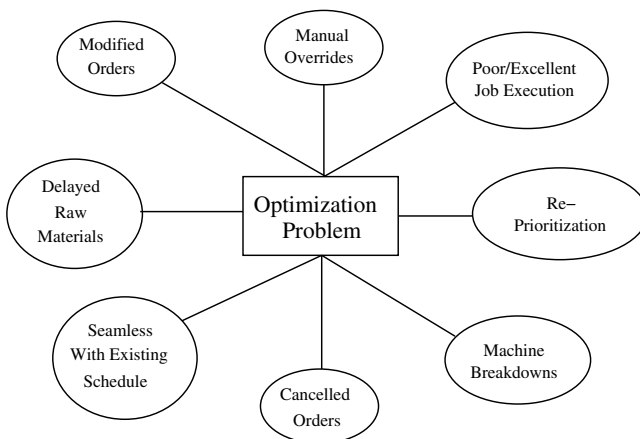 Modified
Orders
Manual
Overrides
Poor/Excellent
Job Execution
Delayed
Raw
Materials
Optimization
Problem
Re−
Prioritization
Seamless
With Existing
Schedule
Cancelled
Orders
Machine
Breakdowns